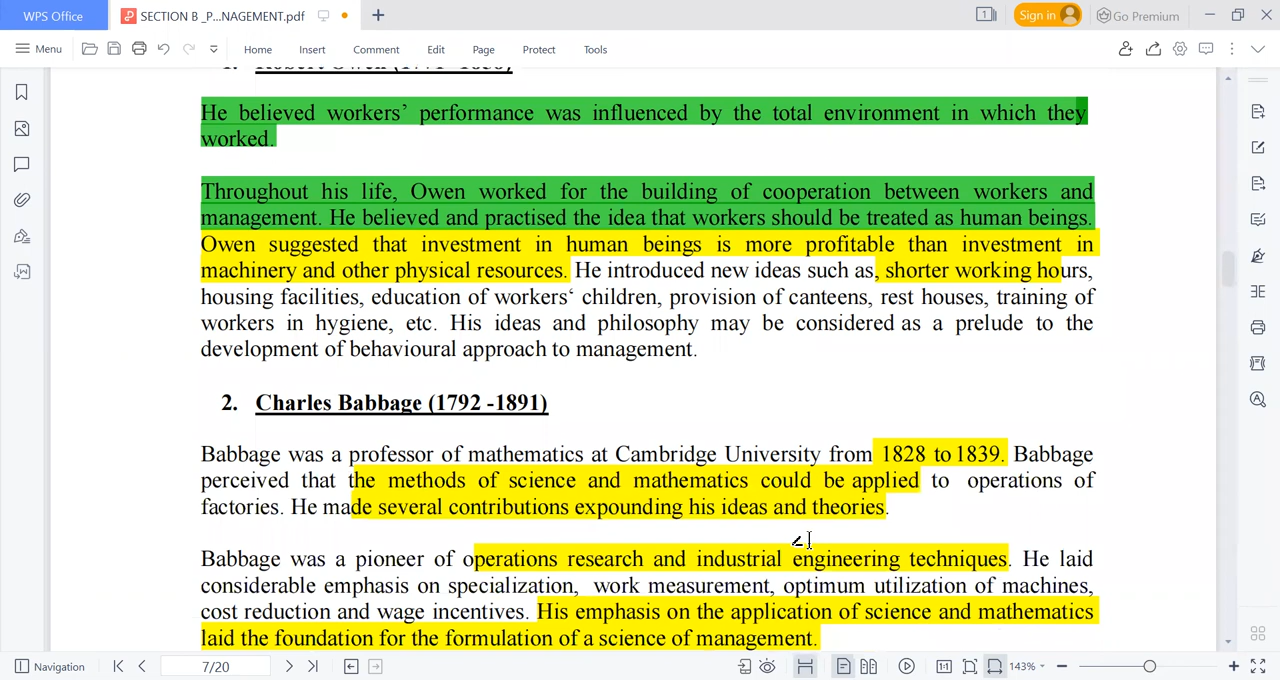 WPS Office
SECTION B _P...NAGEMENT.pdf
Sign in
Go Premium
Menu
Home
Insert
Comment
Edit
Page
Protect
Tools
1. Robert Owen (1771 -1858)
He believed workers’ performance was influenced by the total environment in which they
worked.
Throughout his life, Owen worked for the building of cooperation between workers and
management. He believed and practised the idea that workers should be treated as human beings.
Owen suggested that investment in human beings is more profitable than investment in
machinery and other physical resources. He introduced new ideas such as, shorter working hours,
housing facilities, education of workers‘ children, provision of canteens, rest houses, training of
workers in hygiene, etc. His ideas and philosophy may be considered as a prelude to the
development of behavioural approach to management.
2. Charles Babbage (1792 -1891)
Babbage was a professor of mathematics at Cambridge University from 1828 to 1839. Babbage
perceived that the methods of science and mathematics could be applied to operations of
factories. He made several contributions expounding his ideas and theories.
Babbage was a pioneer of operations research and industrial engineering techniques. He laid
considerable emphasis on specialization, work measurement, optimum utilization of machines,
cost reduction and wage incentives. His emphasis on the application of science and mathematics
laid the foundation for the formulation of a science of management.
Navigation
7/20
1:1
143%